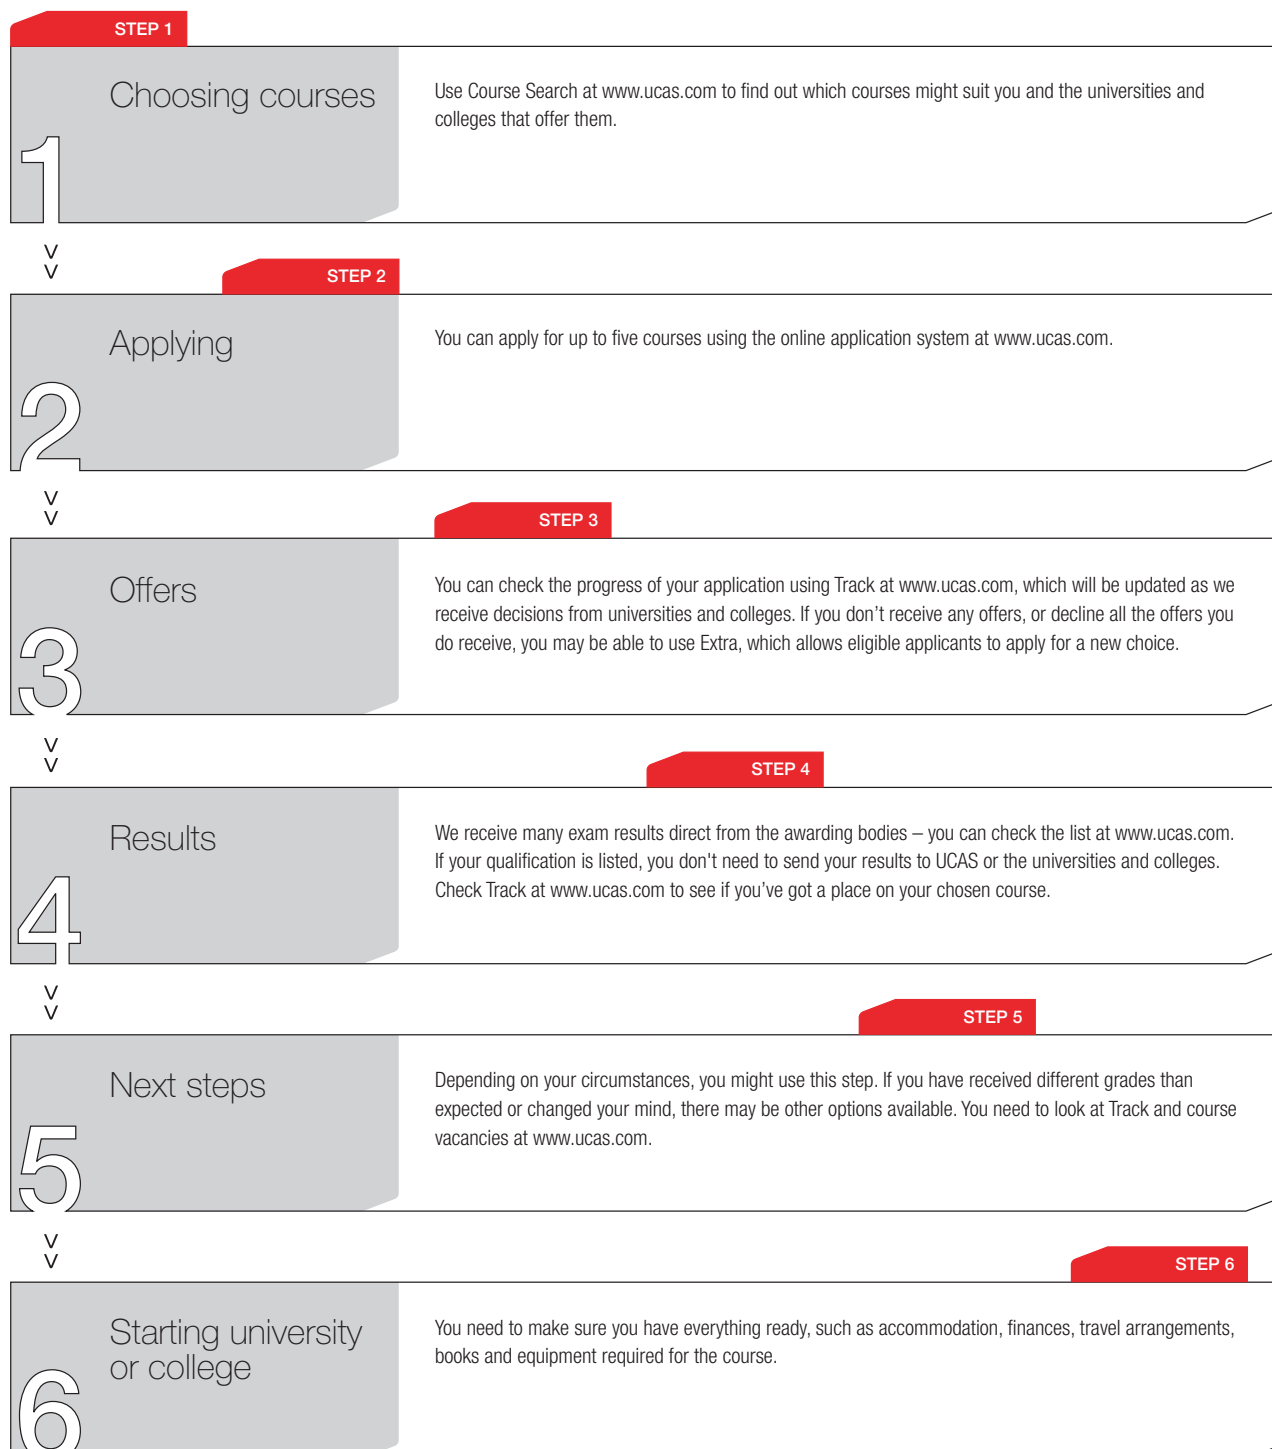 STEP 1
Choosing courses
Use Course Search at www.ucas.com to find out which courses might suit you and the universities and
colleges that offer them.
1
>>
STEP 2
Applying
You can apply for up to five courses using the online application system at www.ucas.com.
2
>>
STEP 3
Offers
You can check the progress of your application using Track at www.ucas.com, which will be updated as we
receive decisions from universities and colleges. If you don’t receive any offers, or decline all the offers you
do receive, you may be able to use Extra, which allows eligible applicants to apply for a new choice.
3
>>
STEP 4
Results
We receive many exam results direct from the awarding bodies – you can check the list at www.ucas.com.
If your qualification is listed, you don't need to send your results to UCAS or the universities and colleges.
Check Track at www.ucas.com to see if you’ve got a place on your chosen course.
4
>>
STEP 5
Next steps
Depending on your circumstances, you might use this step. If you have received different grades than
expected or changed your mind, there may be other options available. You need to look at Track and course
vacancies at www.ucas.com.
5
>>
STEP 6
Starting university
or college
You need to make sure you have everything ready, such as accommodation, finances, travel arrangements,
books and equipment required for the course.
6